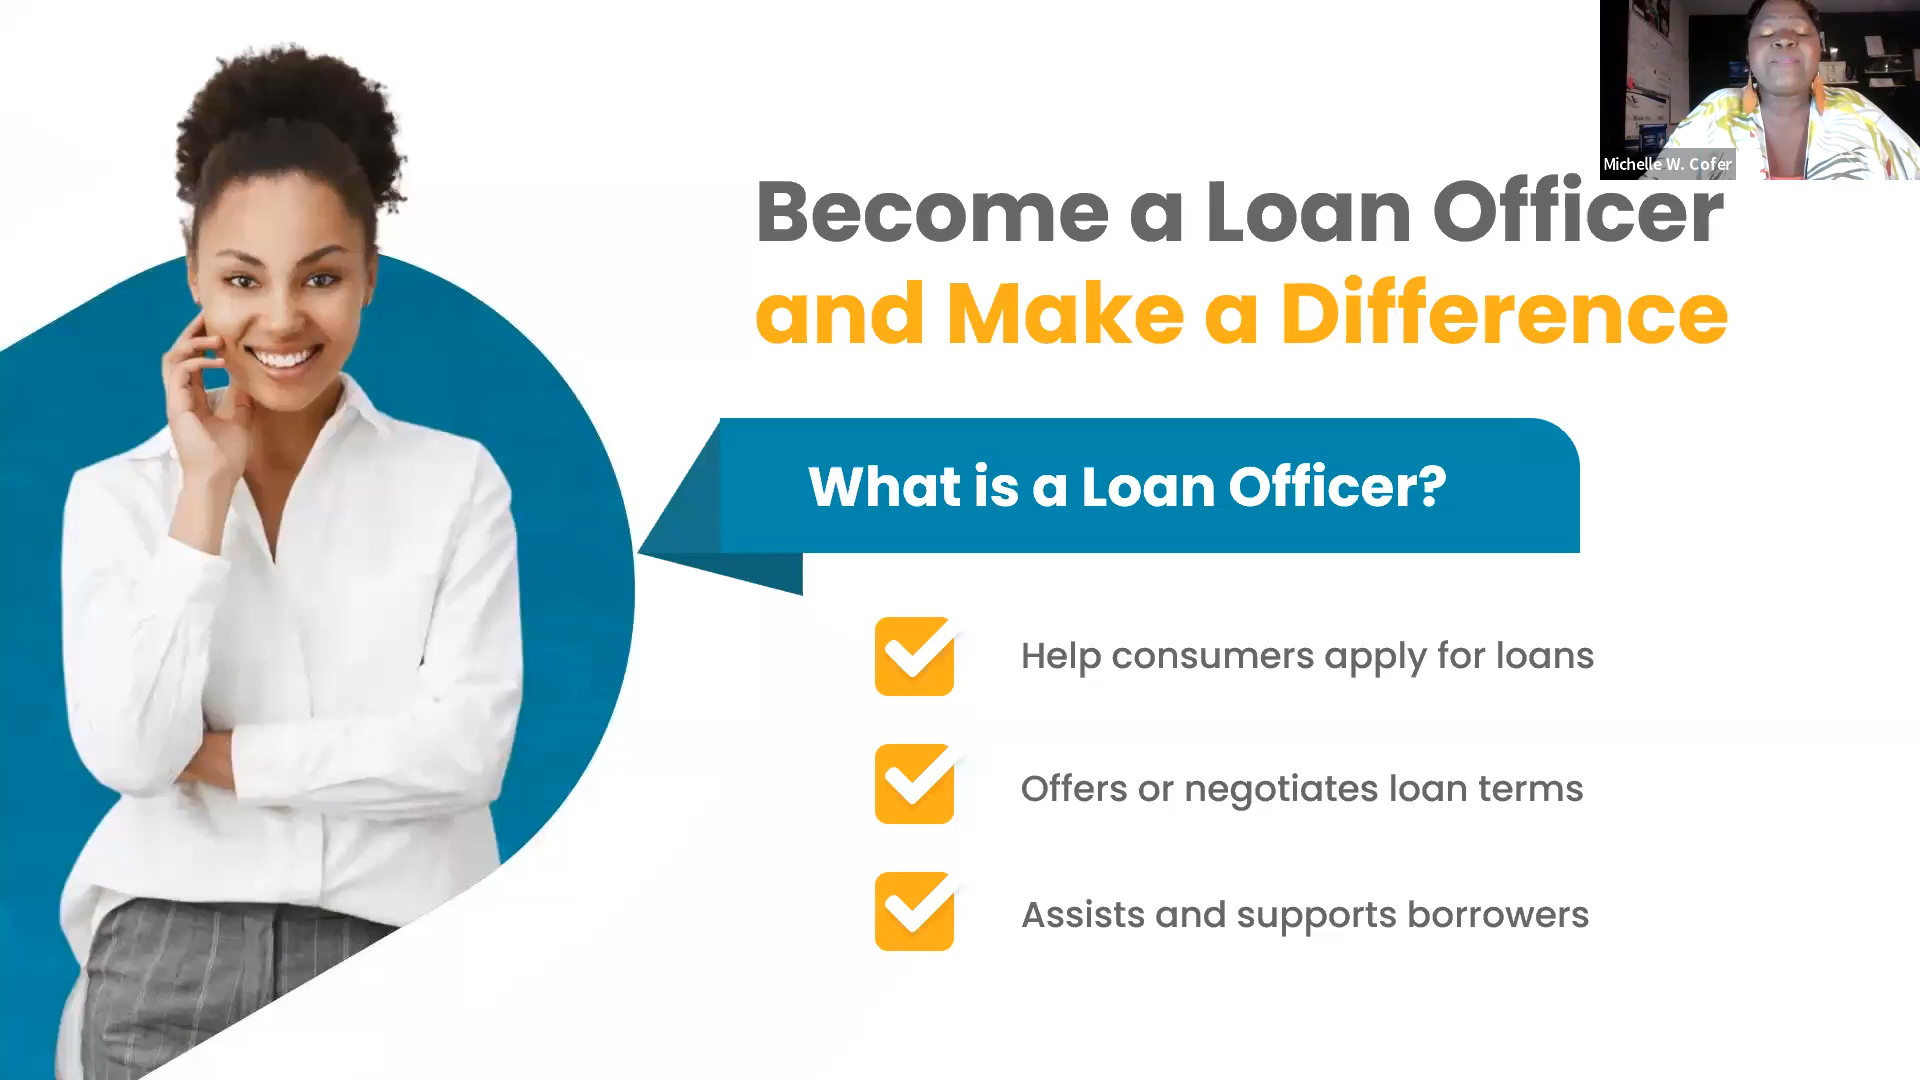 Michelle W. Cofer
Become a Loan Officer
and Make a Difference
What is a Loan Officer?
Help consumers apply for loans
Offers or negotiates loan terms
Assists and supports borrowers